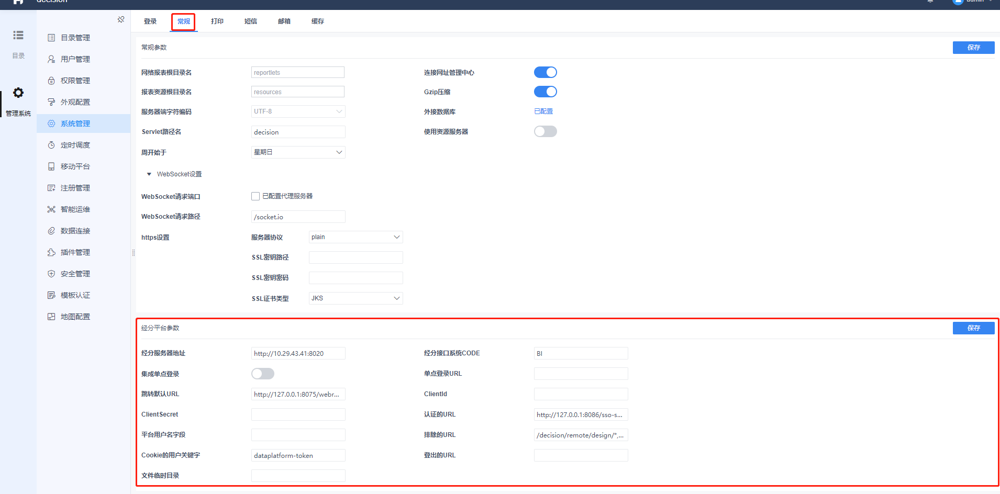 decision
admin
目录
管理系统
目录管理
用户管理
权限管理
外观配置
系统管理
定时调度
移动平台
注册管理
智能运维
数据连接
插件管理
安全管理
模板认证
地图配置
登录 常规 打印 短信 邮箱 缓存
常规参数 保存
网络报表根目录名 reportlets 连接网址管理中心
报表资源根目录名 resources Gzip压缩
服务器端字符编码 UTF-8 外接数据库 已配置
Servlet路径名 decision 使用资源服务器
周开始于 星期日
WebSocket设置
WebSocket请求端口 已配置代理服务器
WebSocket请求路径 /socket.io
https设置 服务器协议 plain
SSL密钥路径
SSL密钥密码
SSL证书类型 JKS
经分平台参数 保存
经分服务器地址 http://10.29.43.41:8020 经分接口系统CODE BI
集成单点登录 单点登录URL
跳转默认URL http://127.0.0.1:8075/webr... ClientId
ClientSecret 认证的URL http://127.0.0.1:8086/sso-s...
平台用户名字段 排除的URL /decision/remote/design/*,...
Cookie的用户关键字 dataplatform-token 登出的URL
文件临时目录